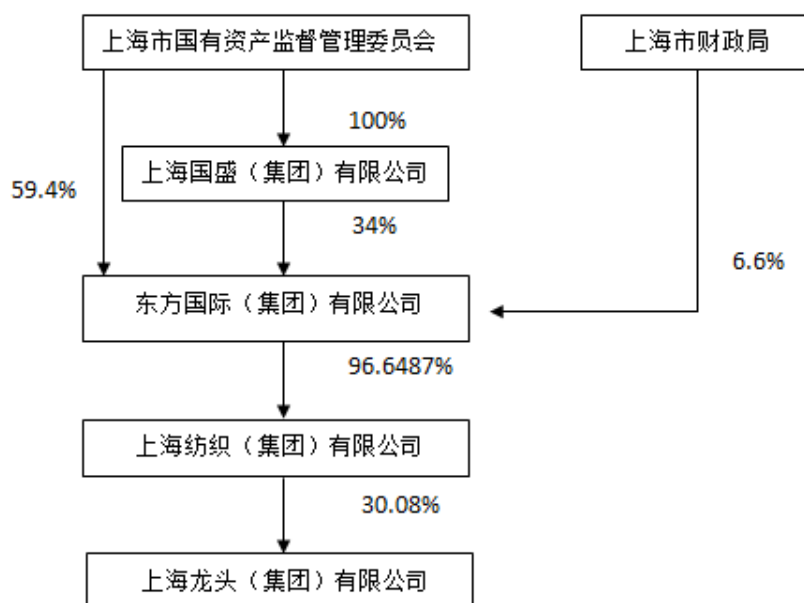 上海市国有资产监督管理委员会
上海市财政局
100%
上海国盛（集团）有限公司
59.4%
34%
6.6%
东方国际（集团）有限公司
96.6487%
上海纺织（集团）有限公司
30.08%
上海龙头（集团）有限公司